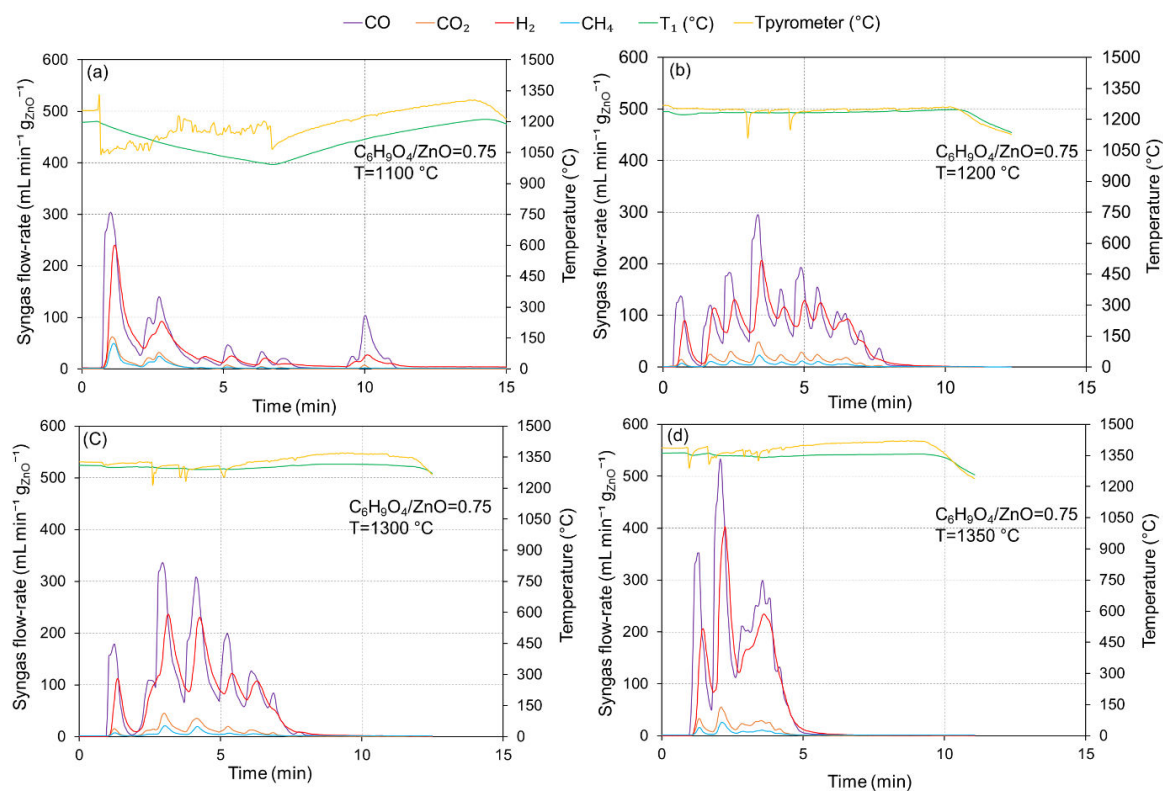 CO CO₂ H₂ CH₄ T₁ (°C) Tpyrometer (°C)
(a)
Syngas flow-rate (mL min⁻¹ g_ZnO⁻¹)
600
500
400
300
200
100
0
1500
1350
1200
1050
900
750
600
450
300
150
0
Temperature (°C)
C₆H₉O₄/ZnO=0.75
T=1100 °C
0 5 10 15
Time (min)
(b)
Syngas flow-rate (mL min⁻¹ g_ZnO⁻¹)
600
500
400
300
200
100
0
1500
1350
1200
1050
900
750
600
450
300
150
0
Temperature (°C)
C₆H₉O₄/ZnO=0.75
T=1200 °C
0 5 10 15
Time (min)
(C)
Syngas flow-rate (mL min⁻¹ g_ZnO⁻¹)
600
500
400
300
200
100
0
1500
1350
1200
1050
900
750
600
450
300
150
0
Temperature (°C)
C₆H₉O₄/ZnO=0.75
T=1300 °C
0 5 10 15
Time (min)
(d)
Syngas flow-rate (mL min⁻¹ g_ZnO⁻¹)
600
500
400
300
200
100
0
1500
1350
1200
1050
900
750
600
450
300
150
0
Temperature (°C)
C₆H₉O₄/ZnO=0.75
T=1350 °C
0 5 10 15
Time (min)